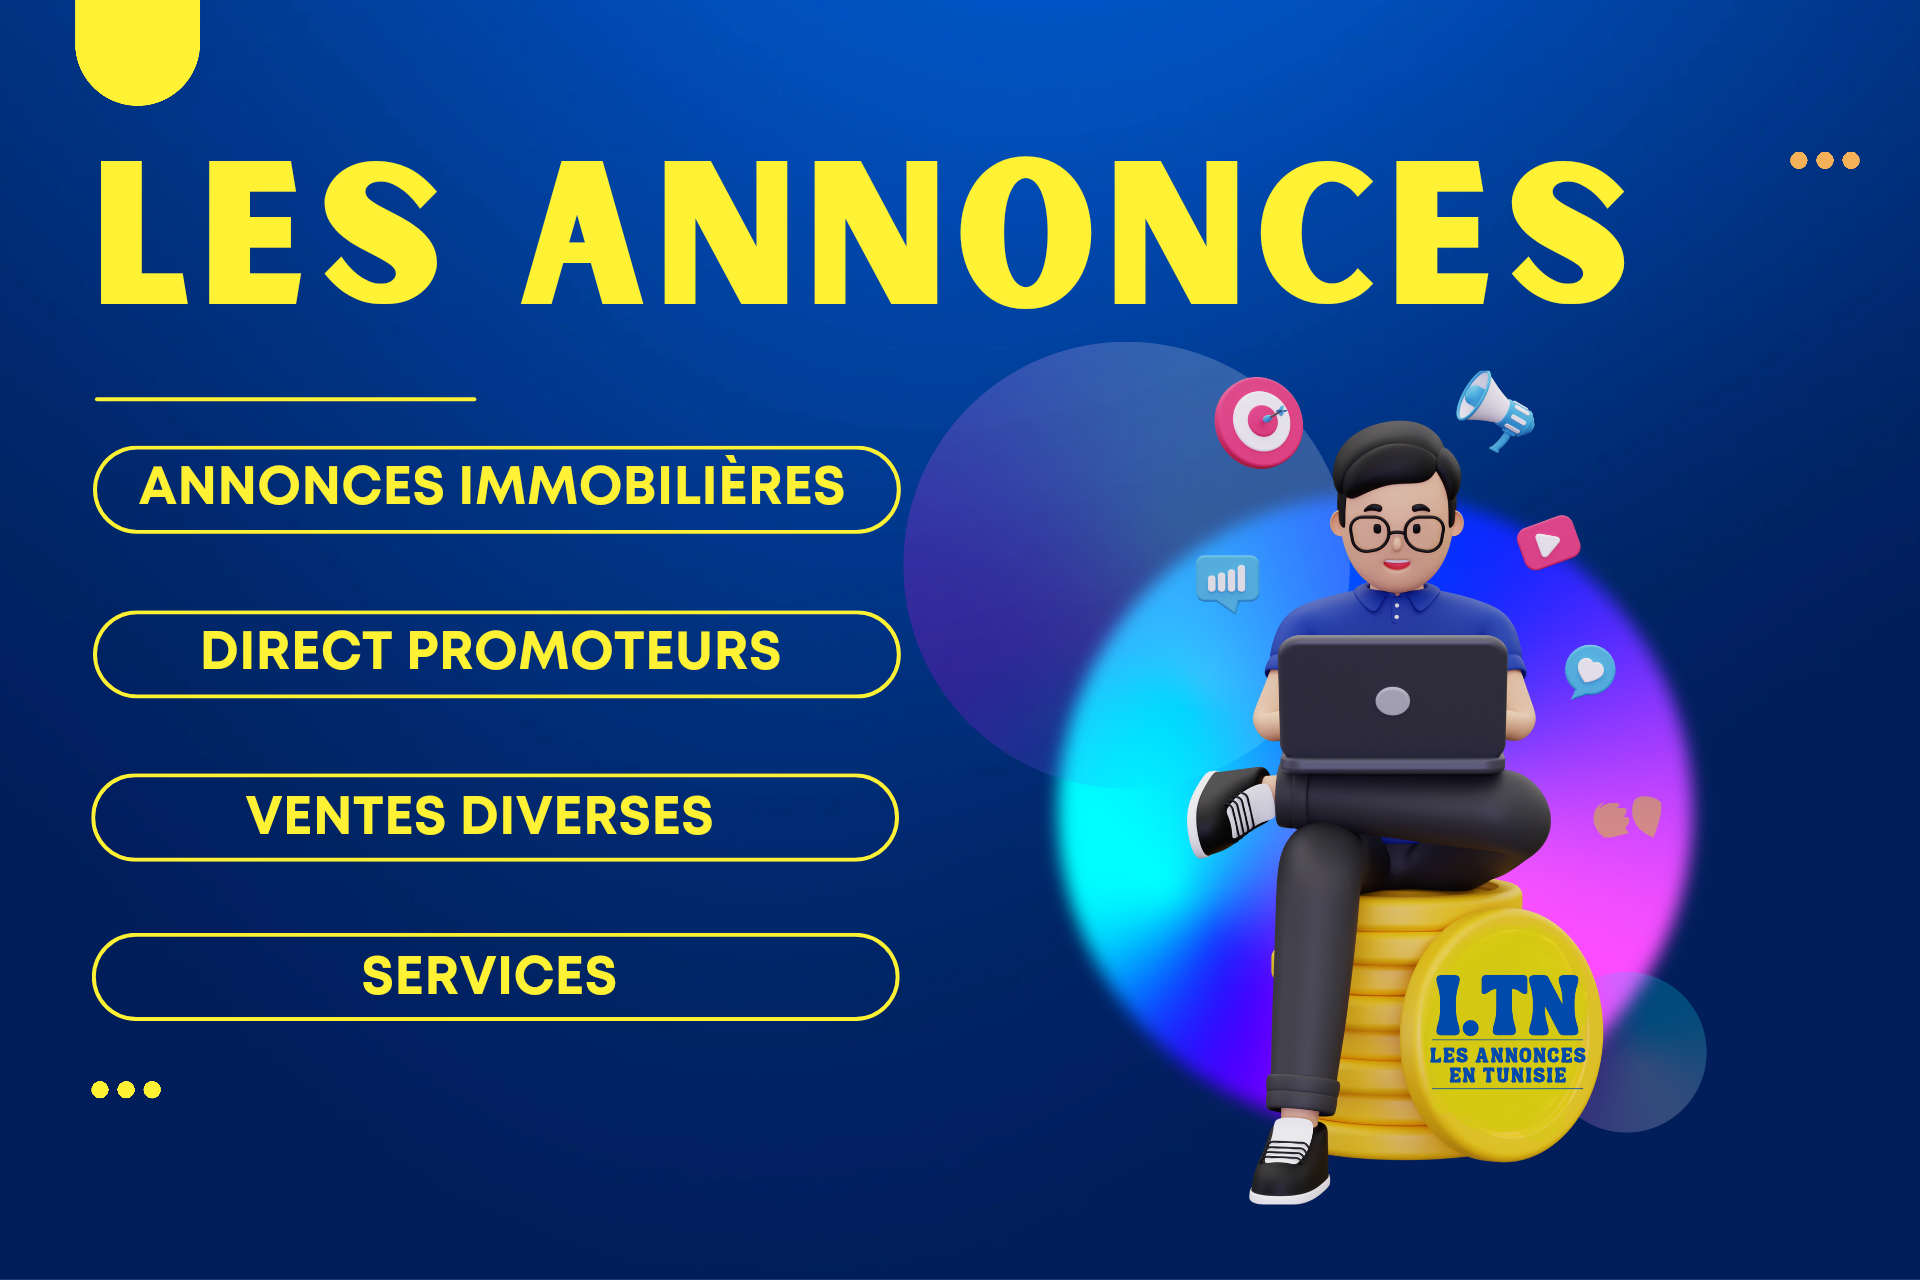 LES ANNONCES
ANNONCES IMMOBILIÈRES
DIRECT PROMOTEURS
VENTES DIVERSES
SERVICES
I.TN
LES ANNONCES
EN TUNISIE